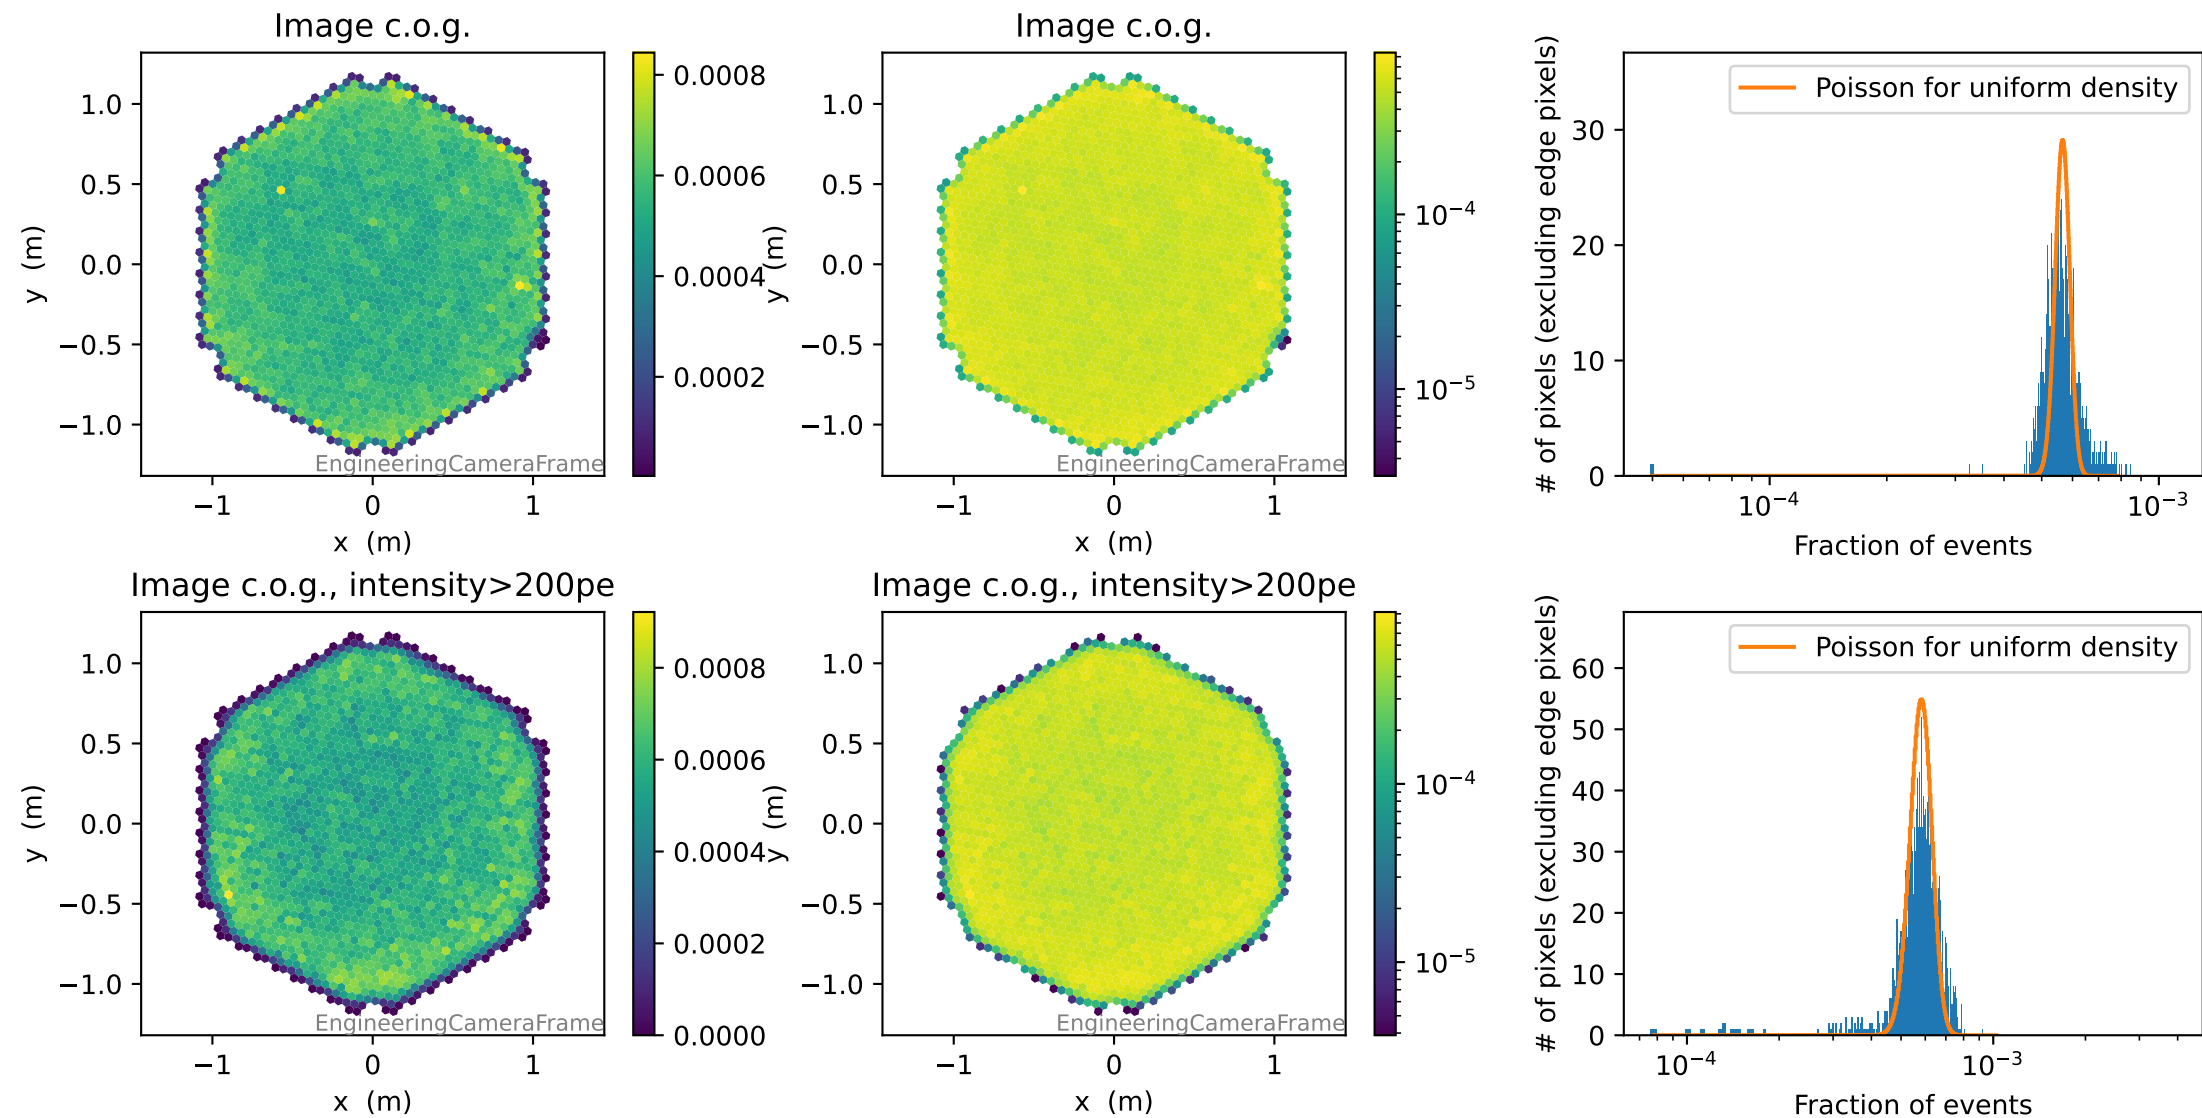 Image c.o.g.
1.0
0.5
0.0
−0.5
−1.0
y (m)
−1
0
1
x (m)
EngineeringCameraFrame
0.0008
0.0006
0.0004
0.0002
Image c.o.g.
1.0
0.5
0.0
−0.5
−1.0
y (m)
−1
0
1
x (m)
EngineeringCameraFrame
10⁻⁴
10⁻⁵
# of pixels (excluding edge pixels)
30
20
10
0
Poisson for uniform density
10⁻⁴
10⁻³
Fraction of events
Image c.o.g., intensity>200pe
1.0
0.5
0.0
−0.5
−1.0
y (m)
−1
0
1
x (m)
EngineeringCameraFrame
0.0008
0.0006
0.0004
0.0002
0.0000
Image c.o.g., intensity>200pe
1.0
0.5
0.0
−0.5
−1.0
y (m)
−1
0
1
x (m)
EngineeringCameraFrame
10⁻⁴
10⁻⁵
# of pixels (excluding edge pixels)
60
50
40
30
20
10
0
Poisson for uniform density
10⁻⁴
10⁻³
Fraction of events